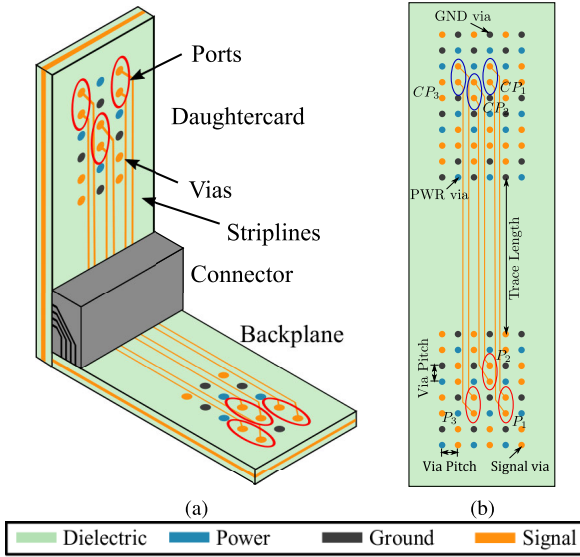 Ports
Daughtercard
Vias
Striplines
Connector
Backplane
(a)
GND via
CP₃
CP₁
CP₂
PWR via
Trace Length
Via Pitch
P₂
P₃
P₁
Via Pitch
Signal via
(b)
Dielectric
Power
Ground
Signal